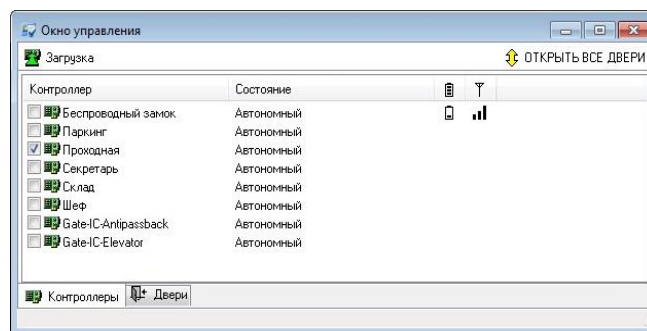 Окно управления
Загрузка ОТКРЫТЬ ВСЕ ДВЕРИ
Контроллер Состояние
Беспроводный замок Автономный
Паркинг Автономный
Проходная Автономный
Секретарь Автономный
Склад Автономный
Шеф Автономный
Gate-IC-Antipassback Автономный
Gate-IC-Elevator Автономный
Контроллеры Двери